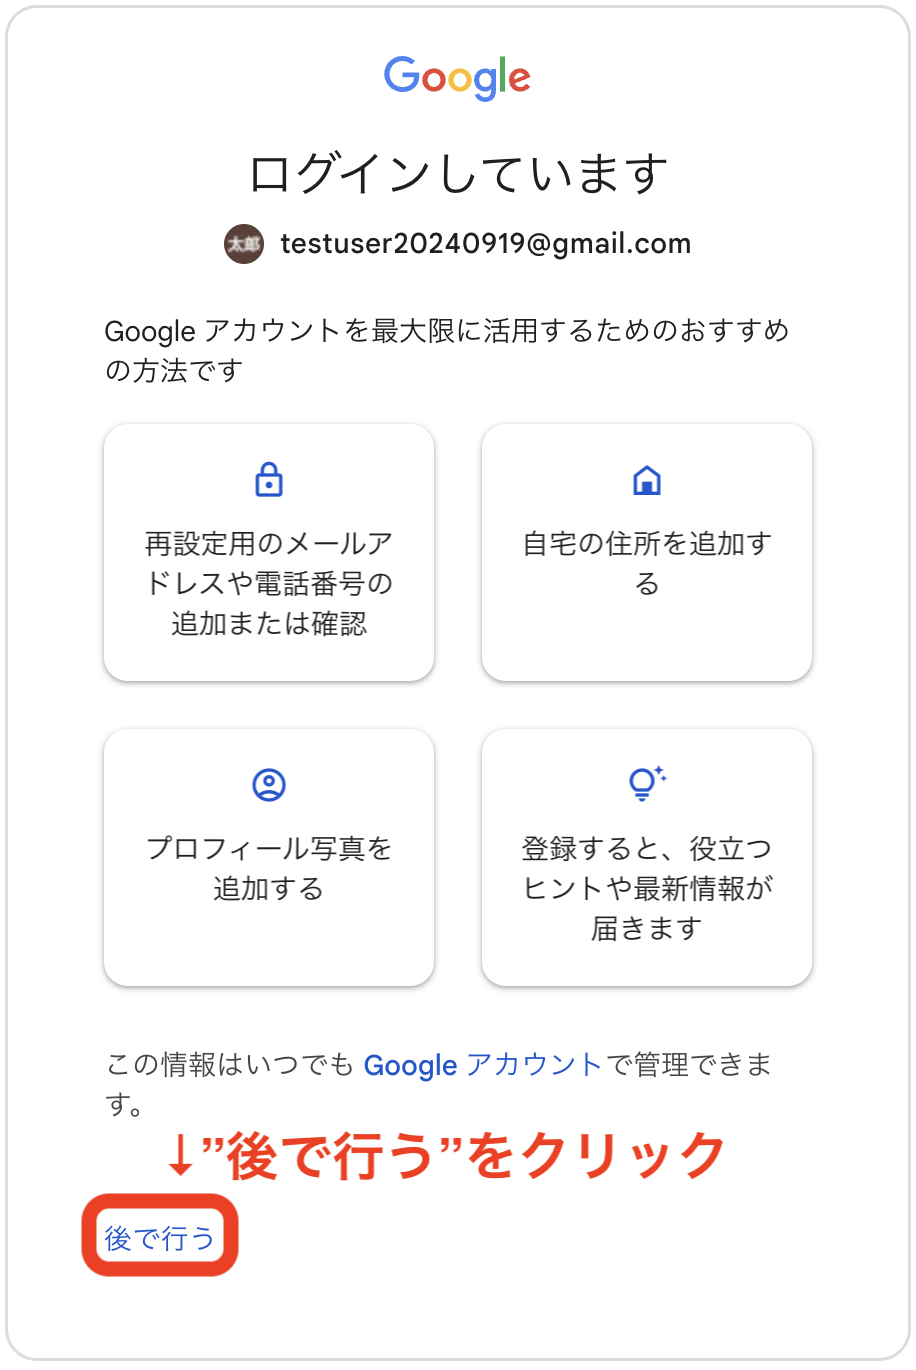 Google
ログインしています
太郎
testuser20240919@gmail.com
Google アカウントを最大限に活用するためのおすすめ
の方法です
再設定用のメールア
ドレスや電話番号の
追加または確認
自宅の住所を追加す
る
プロフィール写真を
追加する
登録すると、役立つ
ヒントや最新情報が
届きます
この情報はいつでも Google アカウントで管理できま
す。
↓”後で行う”をクリック
後で行う